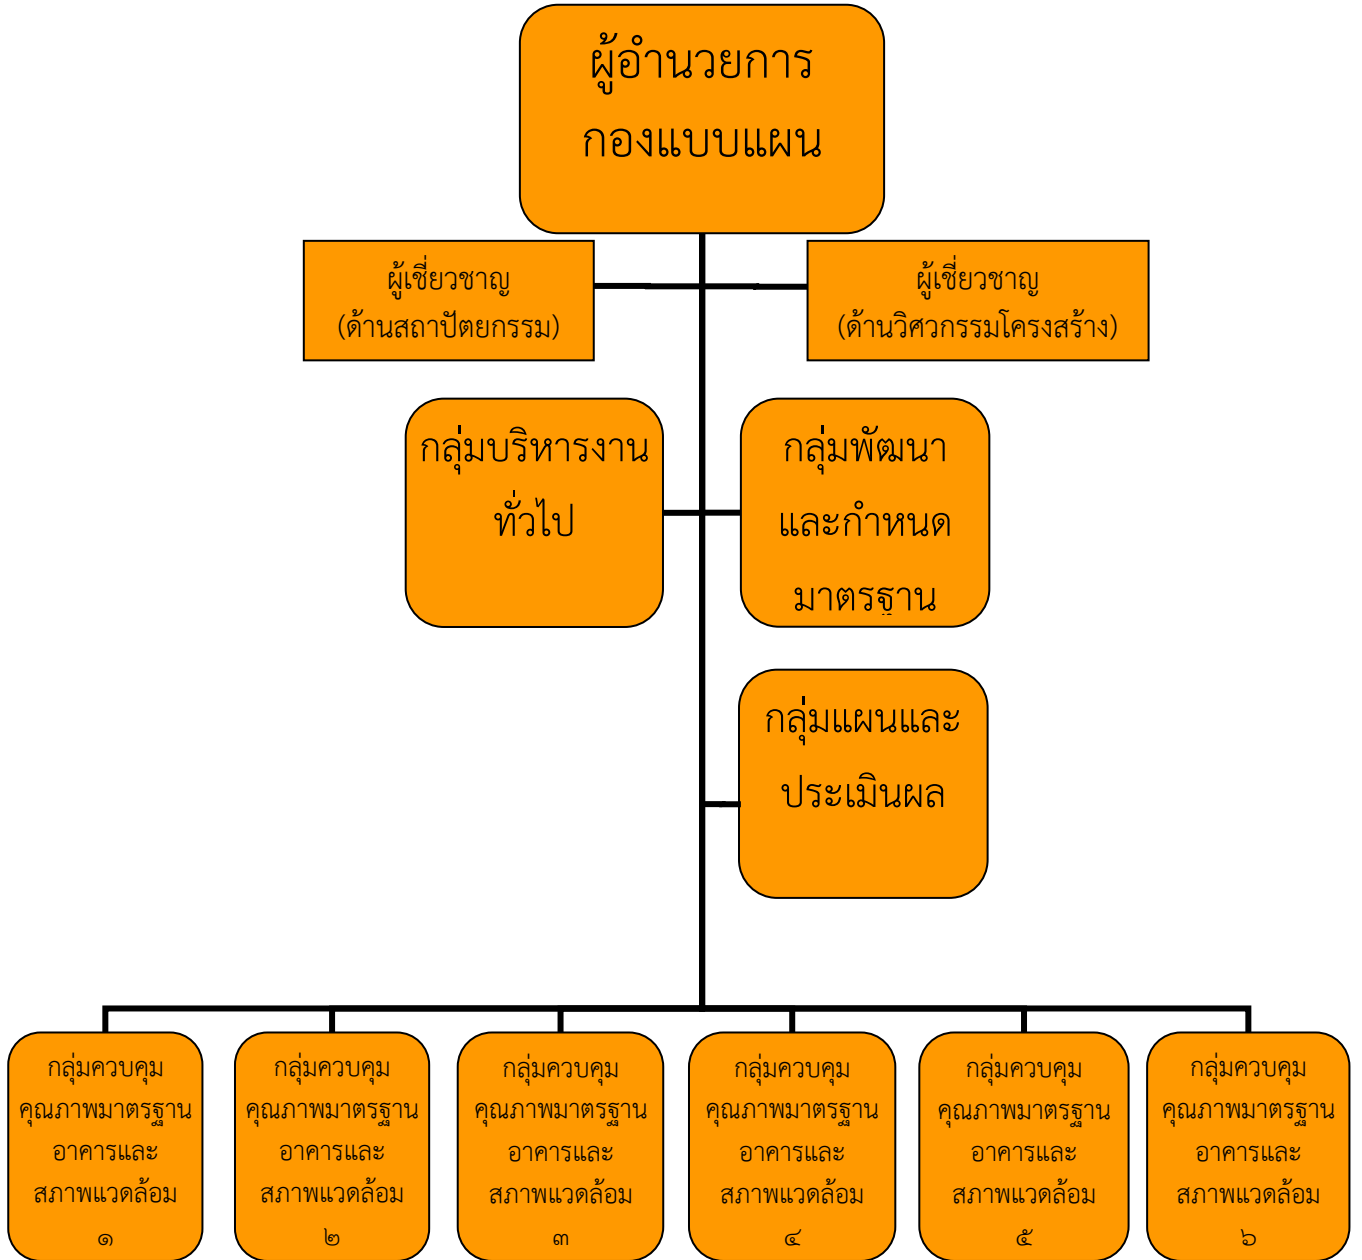 ผู้อำนวยการ
กองแบบแผน
ผู้เชี่ยวชาญ
(ด้านสถาปัตยกรรม)
ผู้เชี่ยวชาญ
(ด้านวิศวกรรมโครงสร้าง)
กลุ่มบริหารงาน
ทั่วไป
กลุ่มพัฒนา
และกำหนด
มาตรฐาน
กลุ่มแผนและ
ประเมินผล
กลุ่มควบคุม
คุณภาพมาตรฐาน
อาคารและ
สภาพแวดล้อม
๑
กลุ่มควบคุม
คุณภาพมาตรฐาน
อาคารและ
สภาพแวดล้อม
๒
กลุ่มควบคุม
คุณภาพมาตรฐาน
อาคารและ
สภาพแวดล้อม
๓
กลุ่มควบคุม
คุณภาพมาตรฐาน
อาคารและ
สภาพแวดล้อม
๔
กลุ่มควบคุม
คุณภาพมาตรฐาน
อาคารและ
สภาพแวดล้อม
๕
กลุ่มควบคุม
คุณภาพมาตรฐาน
อาคารและ
สภาพแวดล้อม
๖